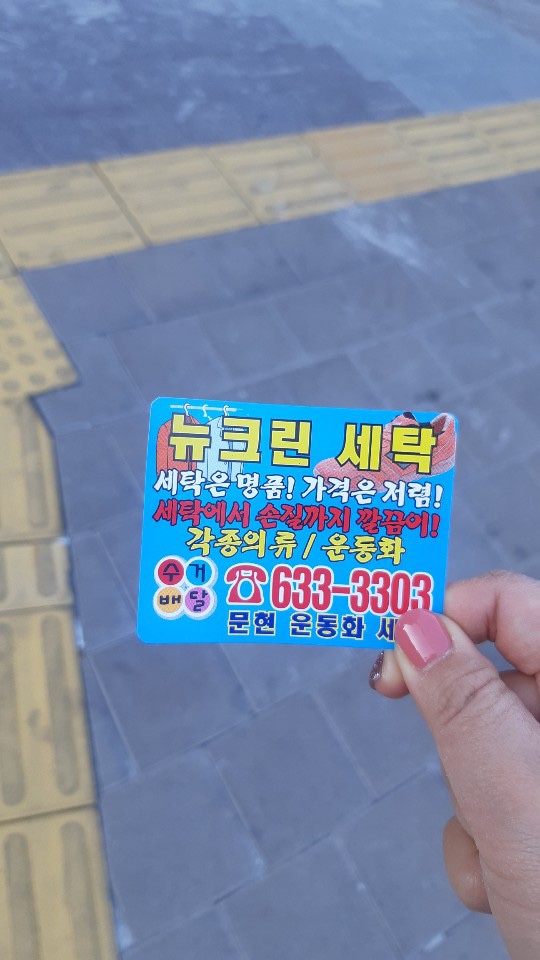 뉴크린 세탁
세탁은 명품! 가격은 저렴!
세탁에서 손질까지 깔끔이!
각종의류 / 운동화
수거
배달
☎633-3303
문현 운동화